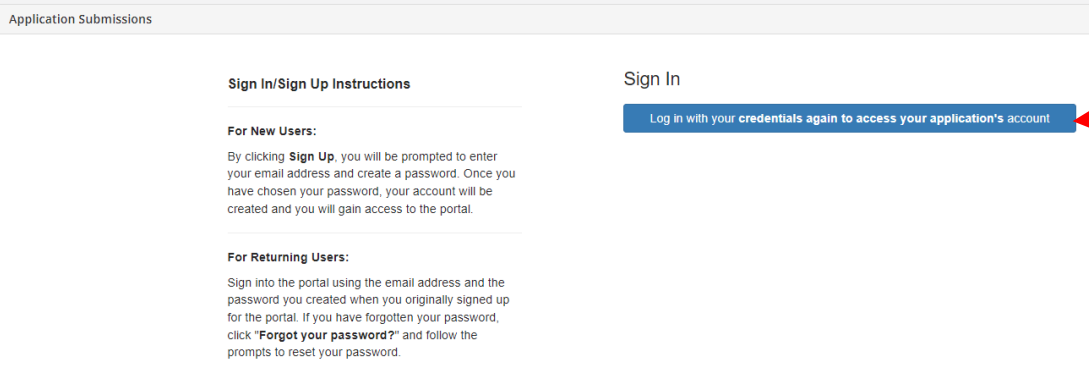 Application Submissions
Sign In/Sign Up Instructions
For New Users:
By clicking Sign Up, you will be prompted to enter
your email address and create a password. Once you
have chosen your password, your account will be
created and you will gain access to the portal.
For Returning Users:
Sign into the portal using the email address and the
password you created when you originally signed up
for the portal. If you have forgotten your password,
click "Forgot your password?" and follow the
prompts to reset your password.
Sign In
Log in with your credentials again to access your application's account